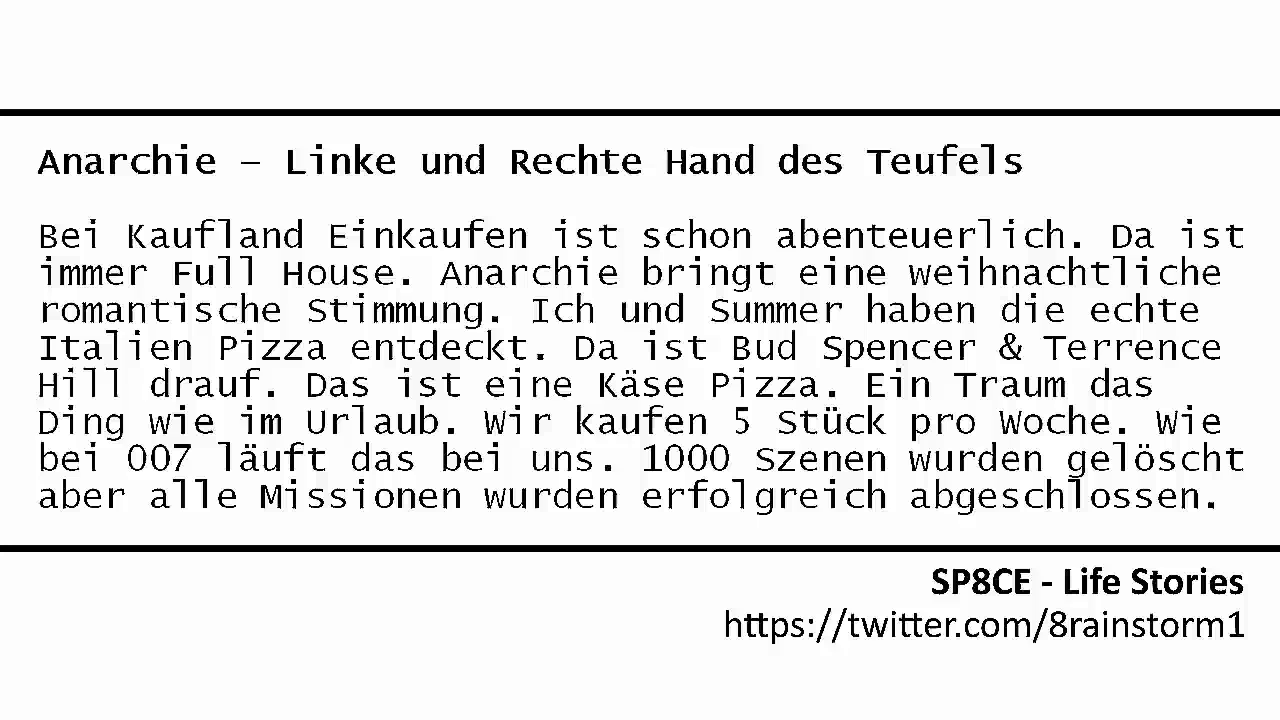 Anarchie – Linke und Rechte Hand des Teufels
Bei Kaufland Einkaufen ist schon abenteuerlich. Da ist
immer Full House. Anarchie bringt eine weihnachtliche
romantische Stimmung. Ich und Summer haben die echte
Italien Pizza entdeckt. Da ist Bud Spencer & Terrence
Hill drauf. Das ist eine Käse Pizza. Ein Traum das
Ding wie im Urlaub. Wir kaufen 5 Stück pro Woche. Wie
bei 007 läuft das bei uns. 1000 Szenen wurden gelöscht
aber alle Missionen wurden erfolgreich abgeschlossen.
SP8CE - Life Stories
https://twitter.com/8rainstorm1